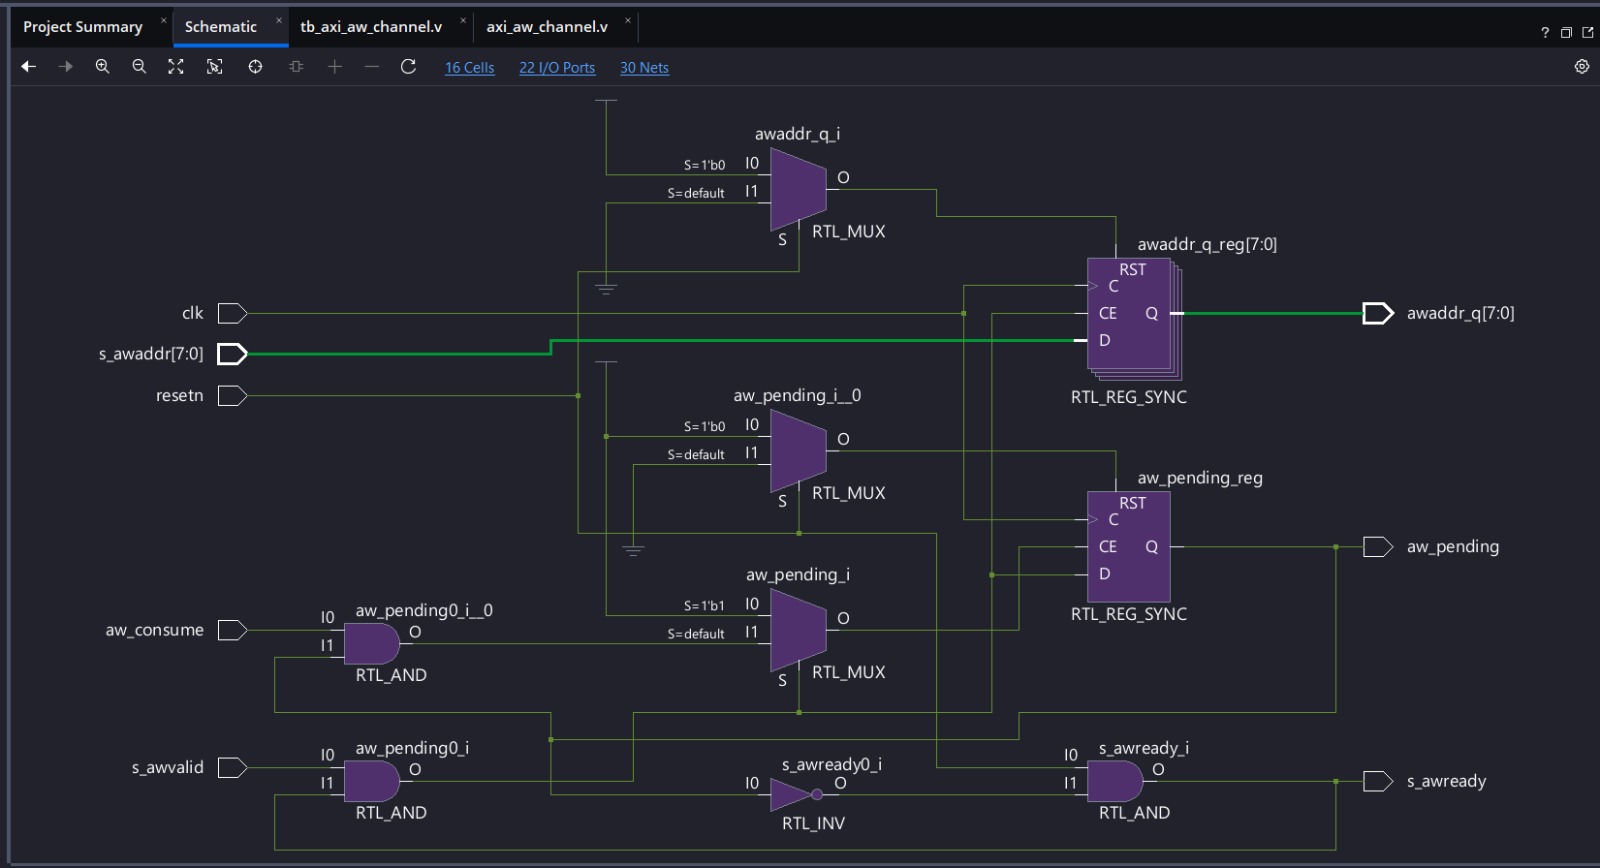 Project Summary × Schematic × tb_axi_aw_channel.v × axi_aw_channel.v × ?
16 Cells 22 I/O Ports 30 Nets
awaddr_q_i
S=1'b0 I0
O
S=default I1
S
RTL_MUX
awaddr_q_reg[7:0]
RST
C
CE
Q
D
RTL_REG_SYNC
clk
awaddr_q[7:0]
s_awaddr[7:0]
resetn
aw_pending_i__0
S=1'b0 I0
O
S=default I1
S
RTL_MUX
aw_pending_reg
RST
C
CE
Q
D
RTL_REG_SYNC
aw_pending
aw_pending_i
S=1'b1 I0
O
S=default I1
S
RTL_MUX
aw_pending0_i__0
aw_consume
I0
O
I1
RTL_AND
aw_pending0_i
s_awvalid
I0
O
I1
RTL_AND
s_awready0_i
I0
O
RTL_INV
s_awready_i
I0
O
I1
RTL_AND
s_awready